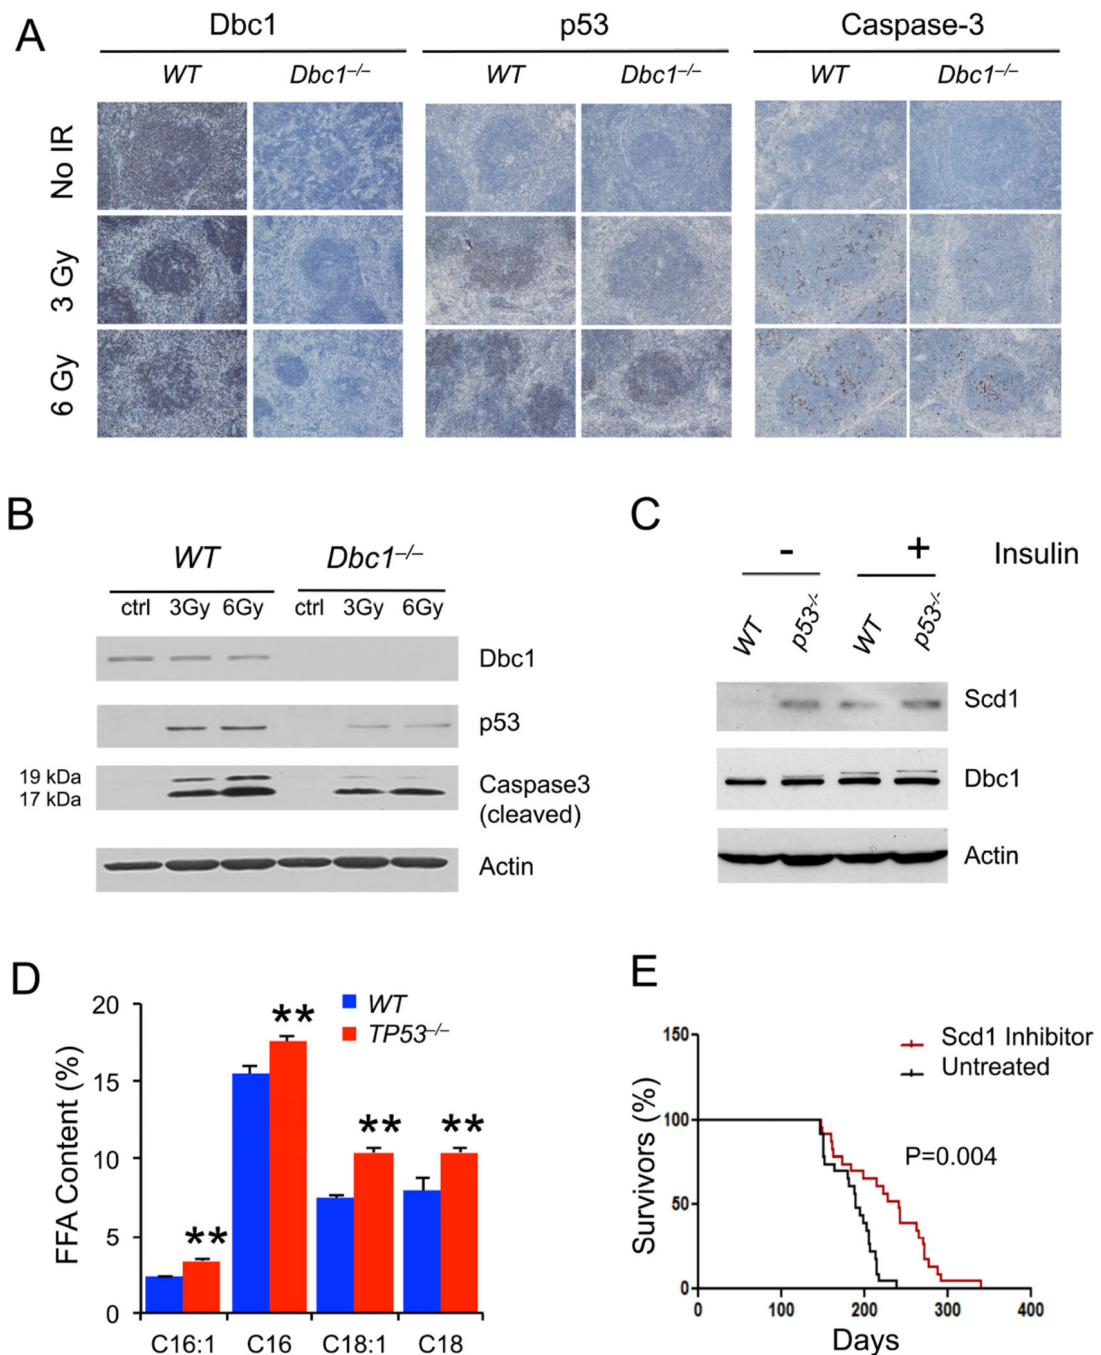 A
Dbc1 p53 Caspase-3
WT Dbc1–/– WT Dbc1–/– WT Dbc1–/–
No IR
3 Gy
6 Gy
B
WT Dbc1–/–
ctrl 3Gy 6Gy ctrl 3Gy 6Gy
Dbc1
p53
19 kDa
17 kDa
Caspase3
(cleaved)
Actin
C
- + Insulin
WT p53-/- WT p53-/-
Scd1
Dbc1
Actin
D
FFA Content (%)
20
15
10
5
0
WT
TP53–/–
** ** ** **
C16:1 C16 C18:1 C18
E
Survivors (%)
150
100
50
0
Scd1 Inhibitor
Untreated
P=0.004
0 100 200 300 400
Days